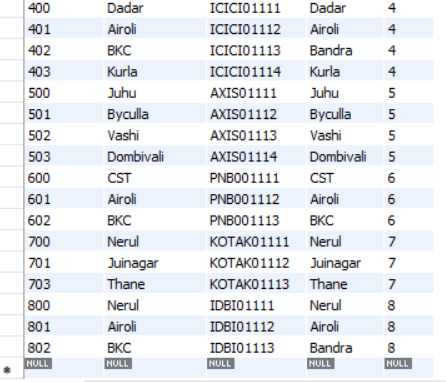 400 Dadar ICICI01111 Dadar 4
401 Airoli ICICI01112 Airoli 4
402 BKC ICICI01113 Bandra 4
403 Kurla ICICI01114 Kurla 4
500 Juhu AXIS01111 Juhu 5
501 Byculla AXIS01112 Byculla 5
502 Vashi AXIS01113 Vashi 5
503 Dombivali AXIS01114 Dombivali 5
600 CST PNB001111 CST 6
601 Airoli PNB001112 Airoli 6
602 BKC PNB001113 BKC 6
700 Nerul KOTAK01111 Nerul 7
701 Juinagar KOTAK01112 Juinagar 7
703 Thane KOTAK01113 Thane 7
800 Nerul IDBI01111 Nerul 8
801 Airoli IDBI01112 Airoli 8
802 BKC IDBI01113 Bandra 8
NULL NULL NULL NULL NULL